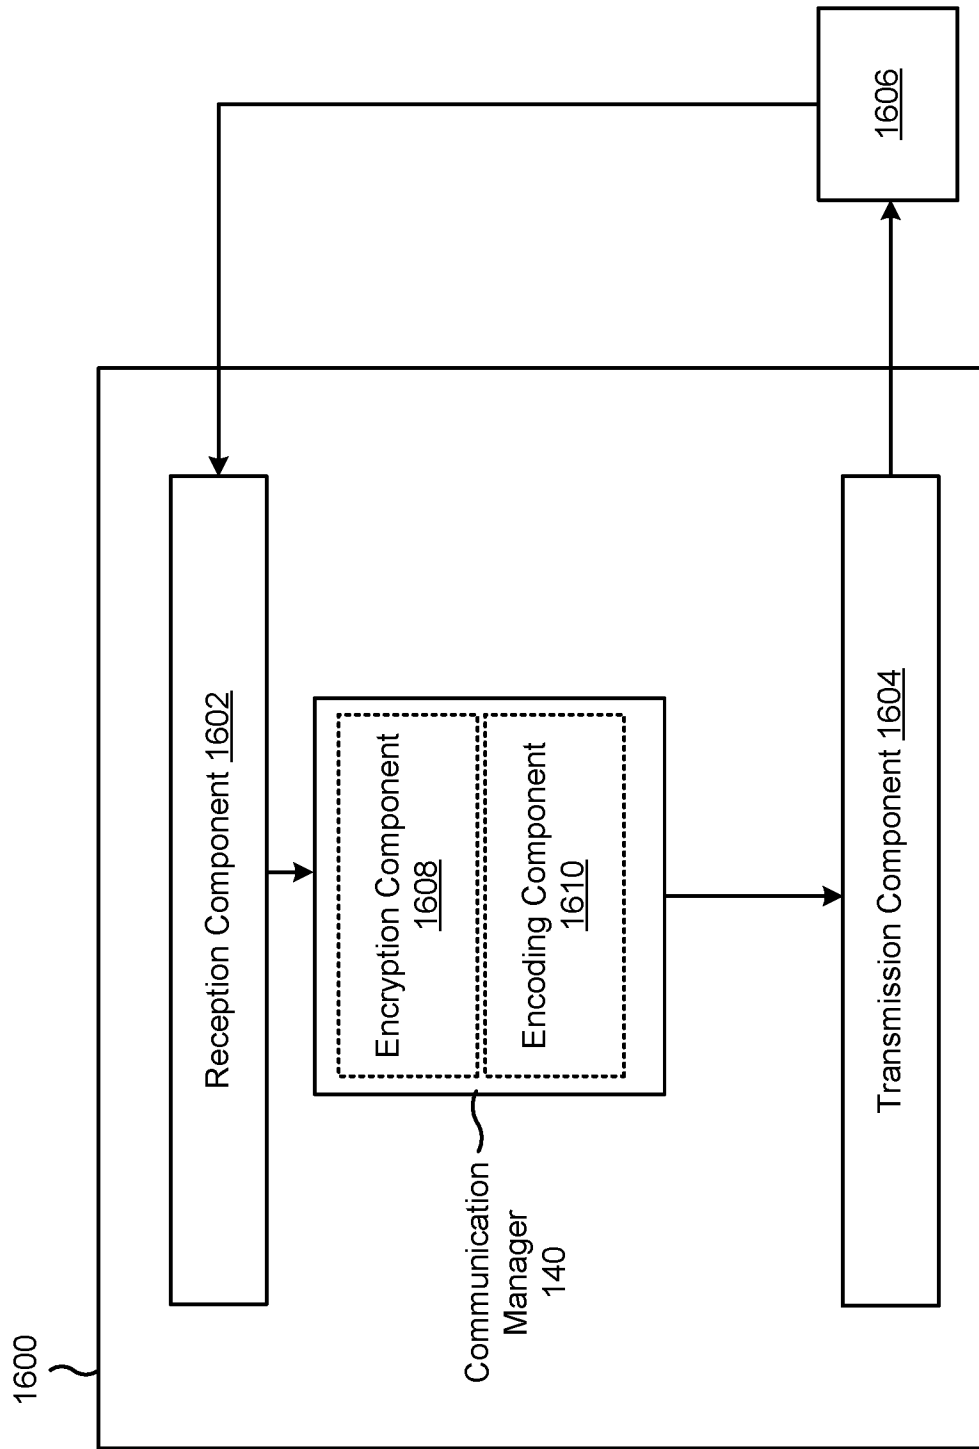 1600
Reception Component 1602
Communication
Manager
140
Encryption Component
1608
Encoding Component
1610
Transmission Component 1604
1606